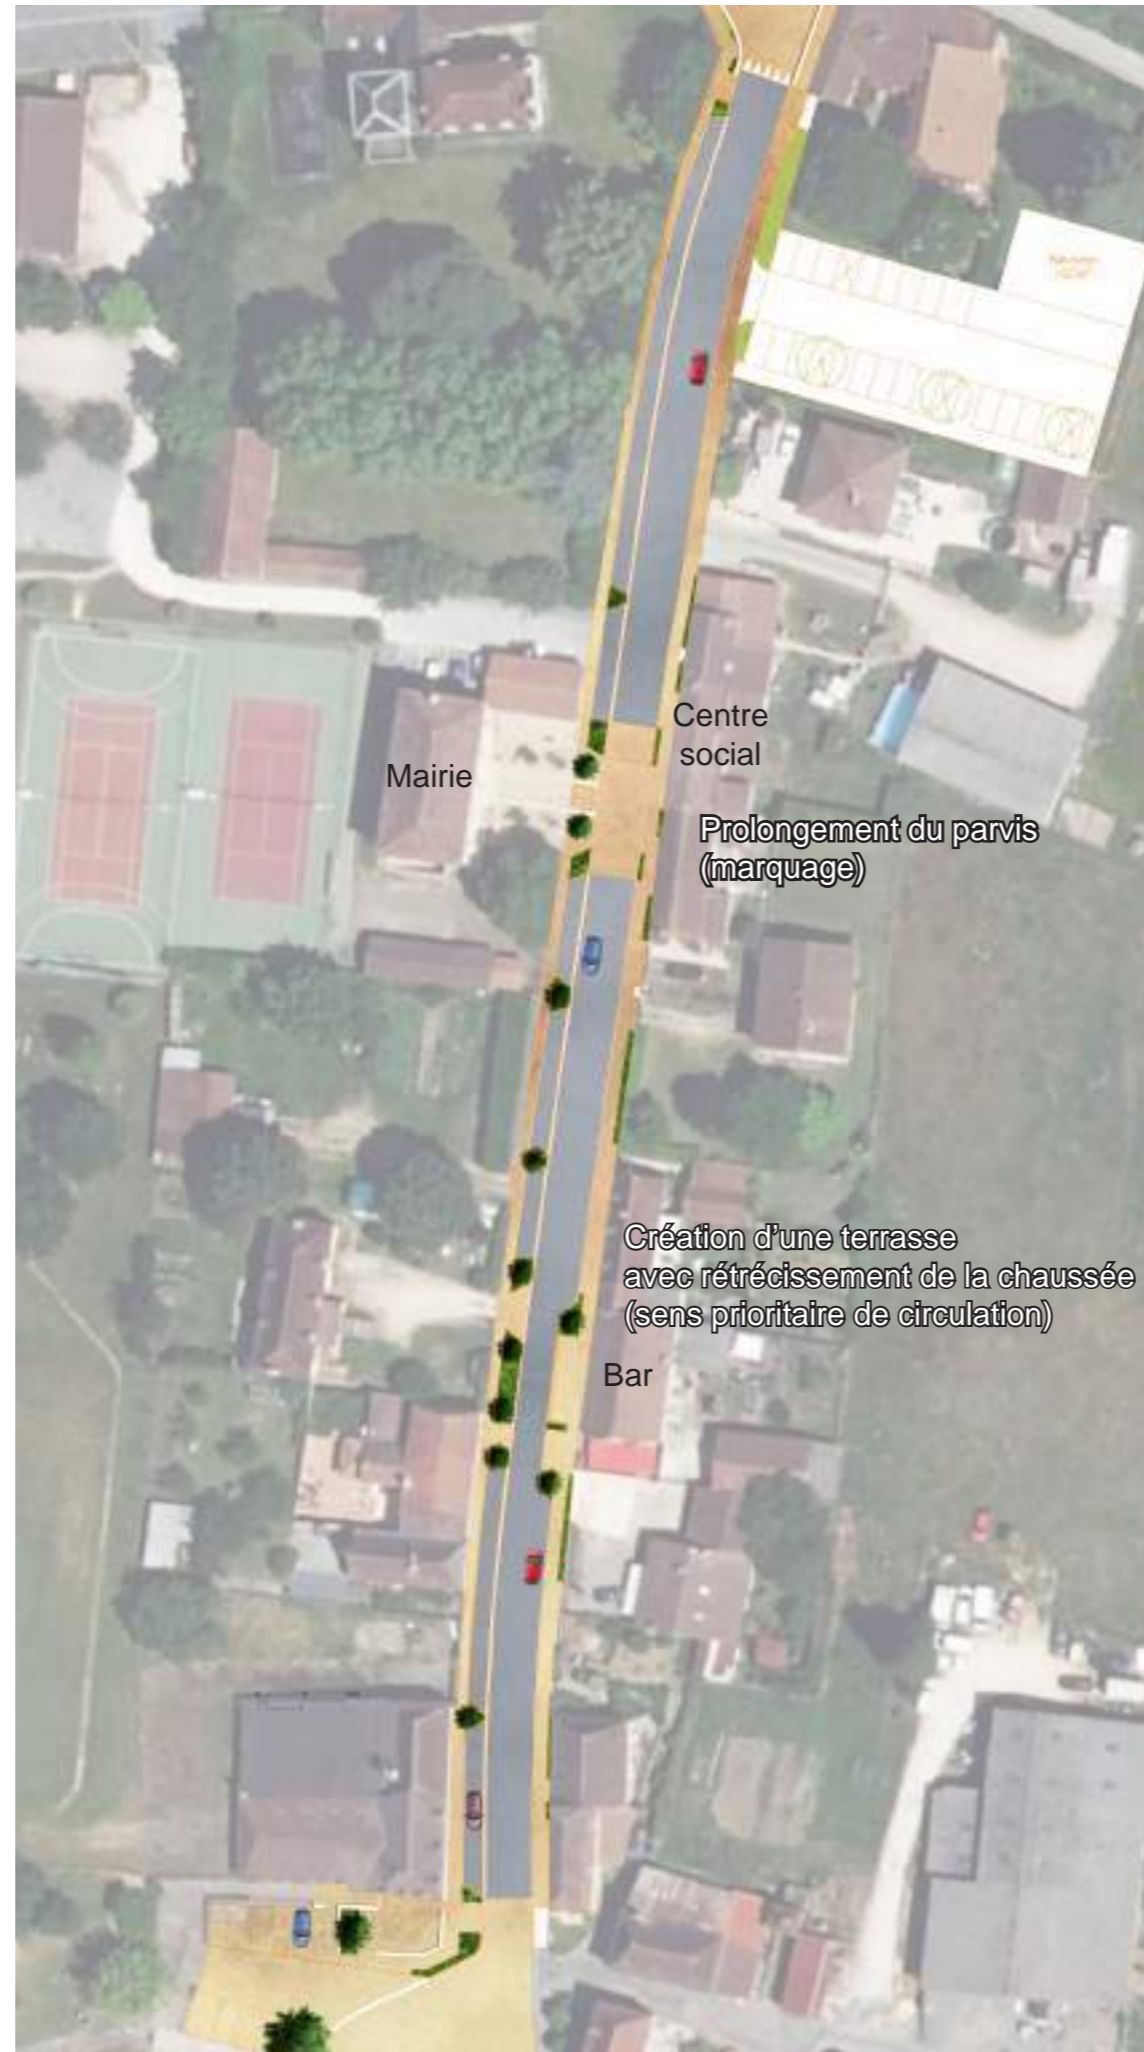 Centre
social
Mairie
Prolongement du parvis
(marquage)
Création d'une terrasse
avec rétrécissement de la chaussée
(sens prioritaire de circulation)
Bar